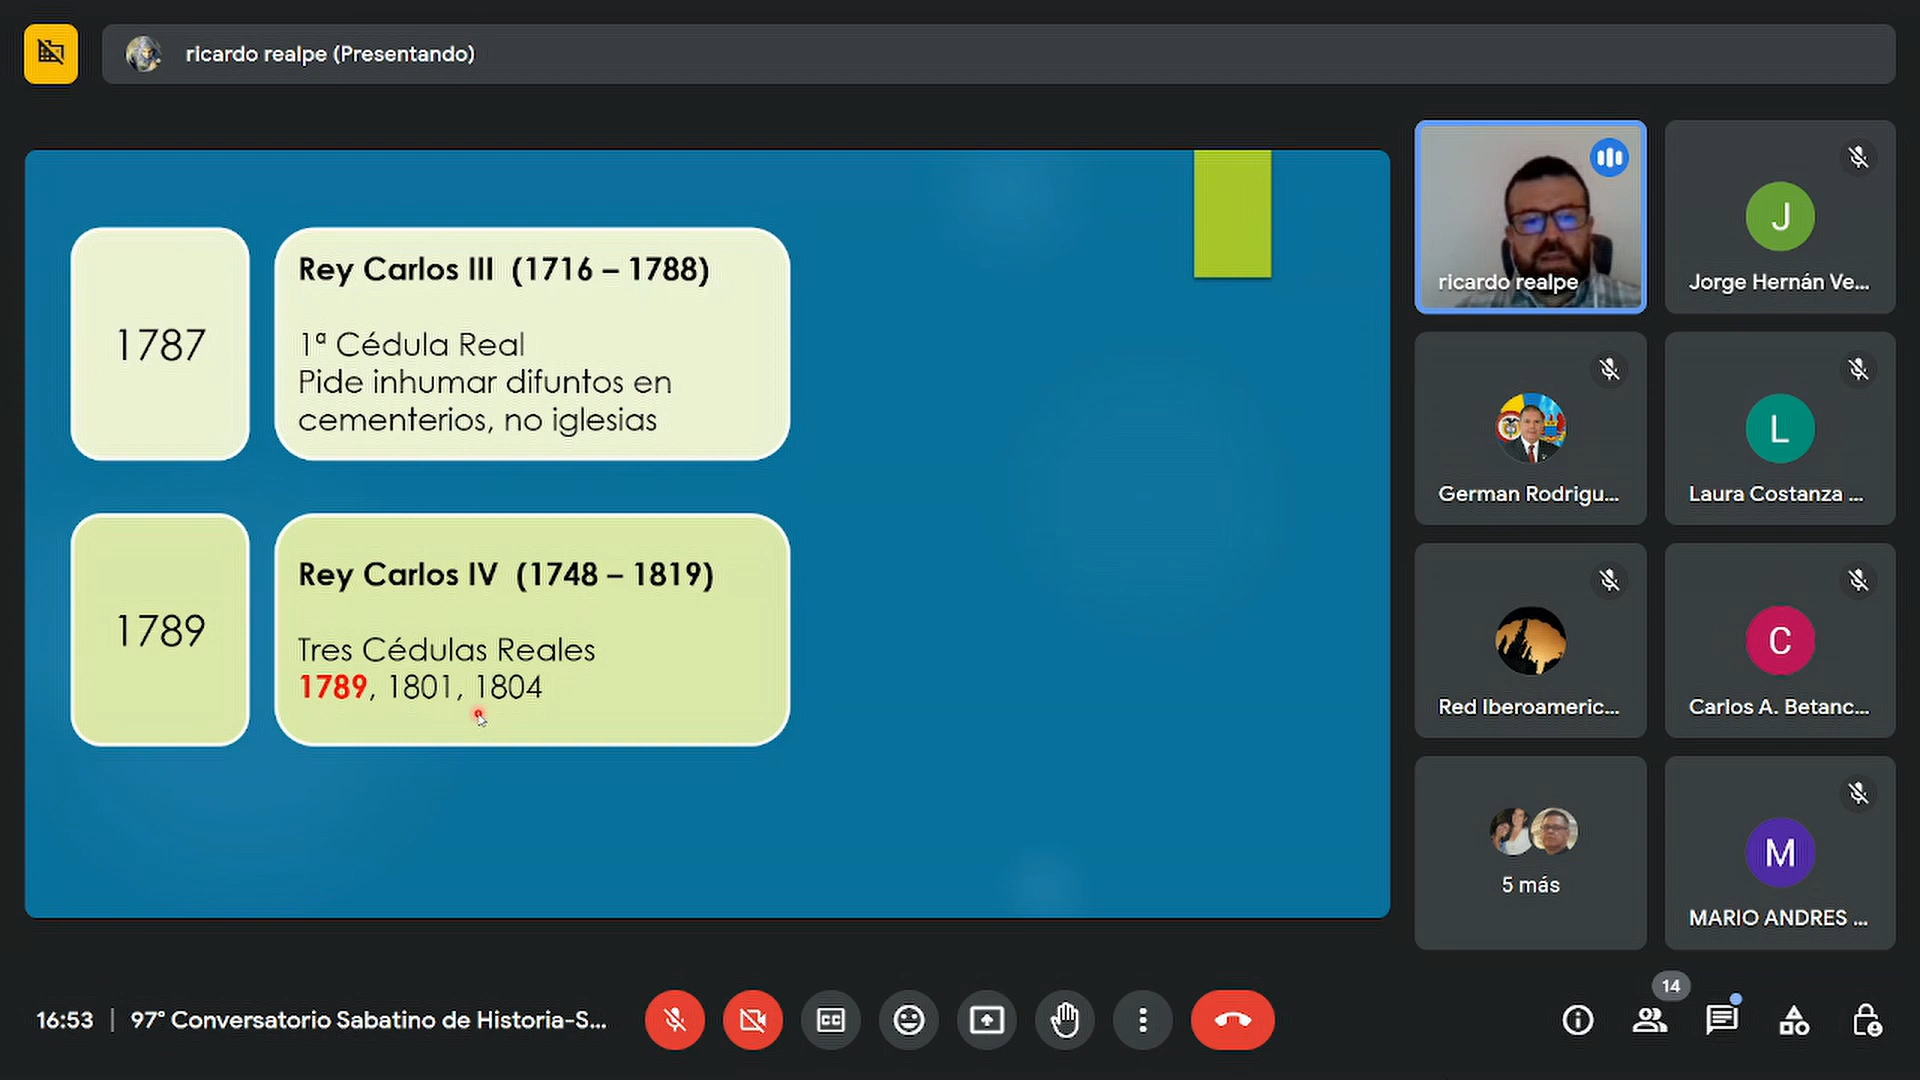 ricardo realpe (Presentando)
1787
Rey Carlos III (1716 – 1788)
1ª Cédula Real
Pide inhumar difuntos en
cementerios, no iglesias
1789
Rey Carlos IV (1748 – 1819)
Tres Cédulas Reales
1789, 1801, 1804
ricardo realpe
J
Jorge Hernán Ve...
German Rodrigu...
L
Laura Costanza ...
Red Iberoameric...
C
Carlos A. Betanc...
5 más
M
MARIO ANDRES ...
16:53 | 97° Conversatorio Sabatino de Historia-S...
CC
14